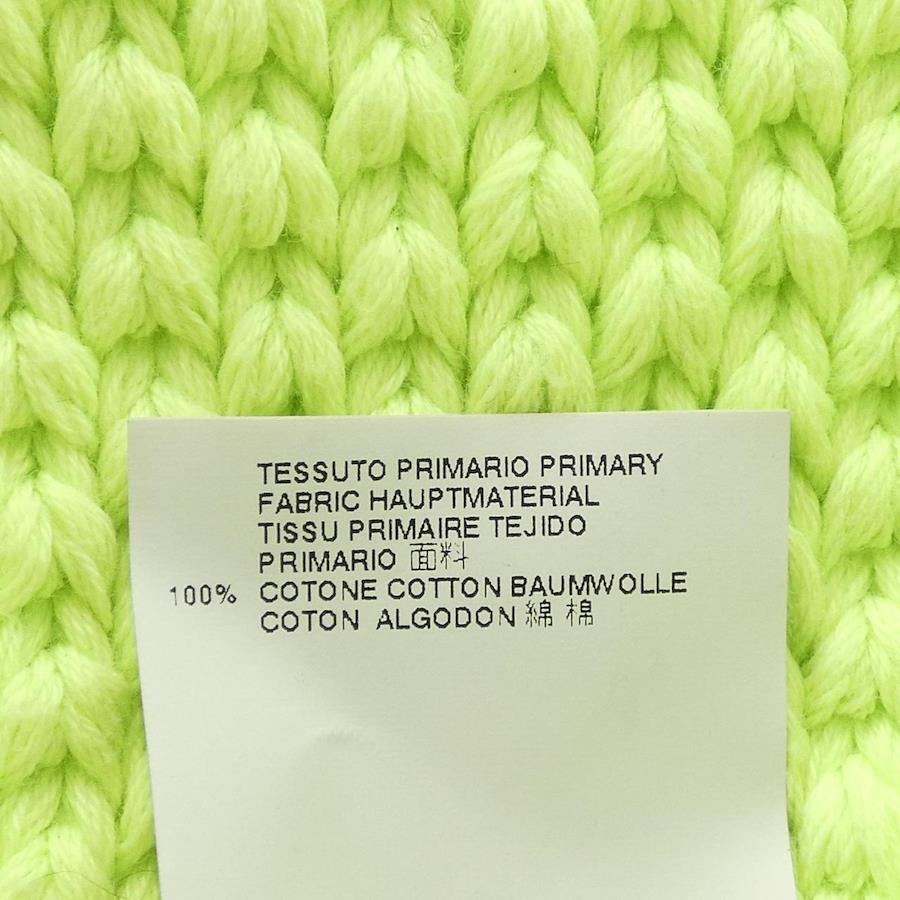 TESSUTO PRIMARIO PRIMARY
FABRIC HAUPTMATERIAL
TISSU PRIMAIRE TEJIDO
PRIMARIO 面料
100% COTONE COTTON BAUMWOLLE
COTON ALGODON 綿 棉